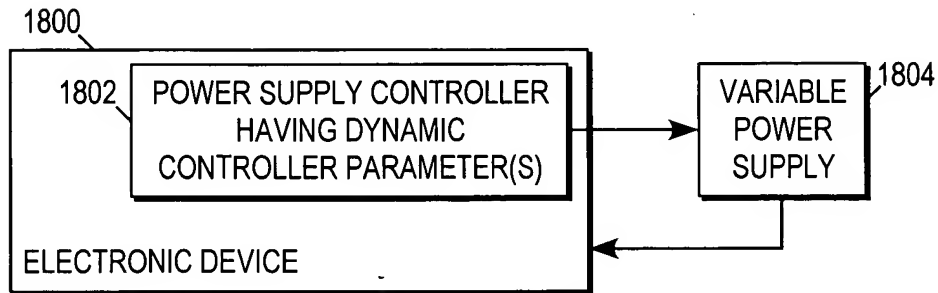 1800
1802
POWER SUPPLY CONTROLLER
HAVING DYNAMIC
CONTROLLER PARAMETER(S)
VARIABLE
POWER
SUPPLY
1804
ELECTRONIC DEVICE